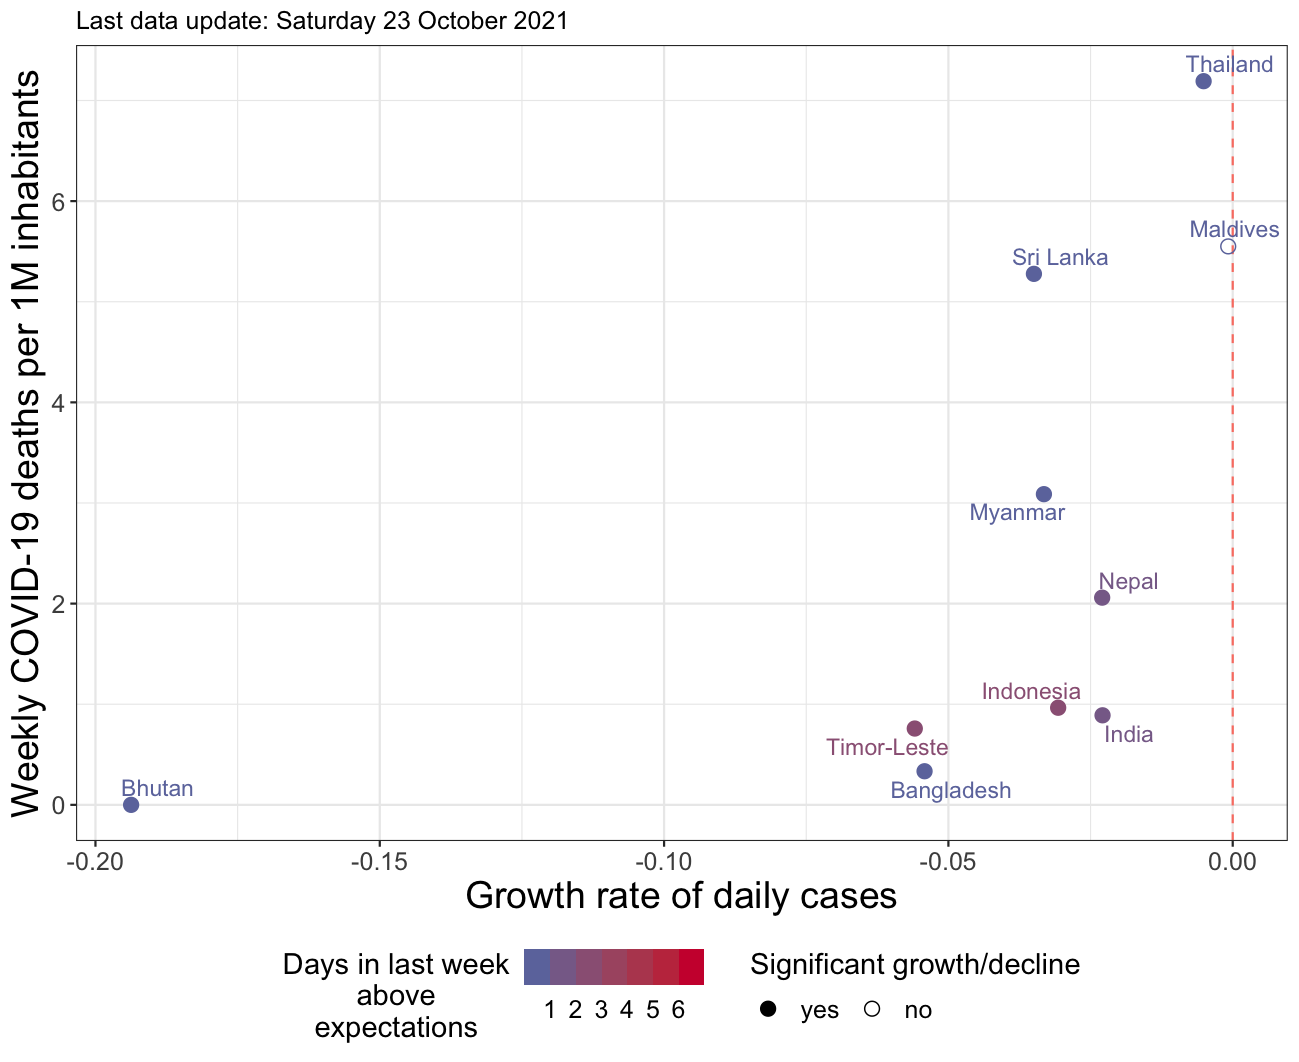 Last data update: Saturday 23 October 2021
Weekly COVID-19 deaths per 1M inhabitants
6
4
2
0
Thailand
Maldives
Sri Lanka
Myanmar
Nepal
Indonesia
India
Timor-Leste
Bangladesh
Bhutan
-0.20 -0.15 -0.10 -0.05 0.00
Growth rate of daily cases
Days in last week
above
expectations
1 2 3 4 5 6
Significant growth/decline
yes no